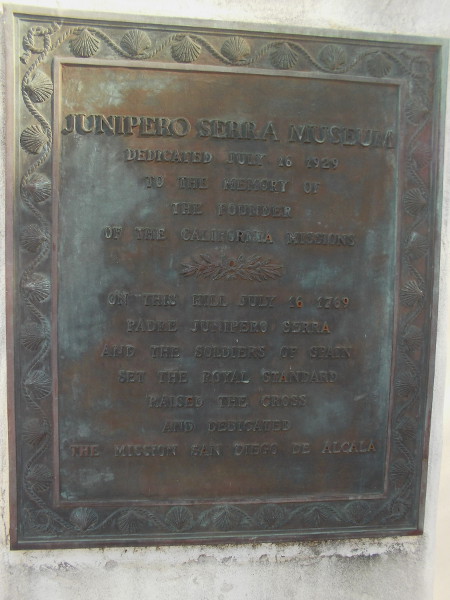 JUNIPERO SERRA MUSEUM
DEDICATED JULY 16 1929
TO THE MEMORY OF
THE FOUNDER
OF THE CALIFORNIA MISSIONS
ON THIS HILL JULY 16 1769
PADRE JUNIPERO SERRA
AND THE SOLDIERS OF SPAIN
SET THE ROYAL STANDARD
RAISED THE CROSS
AND DEDICATED
THE MISSION SAN DIEGO DE ALCALA